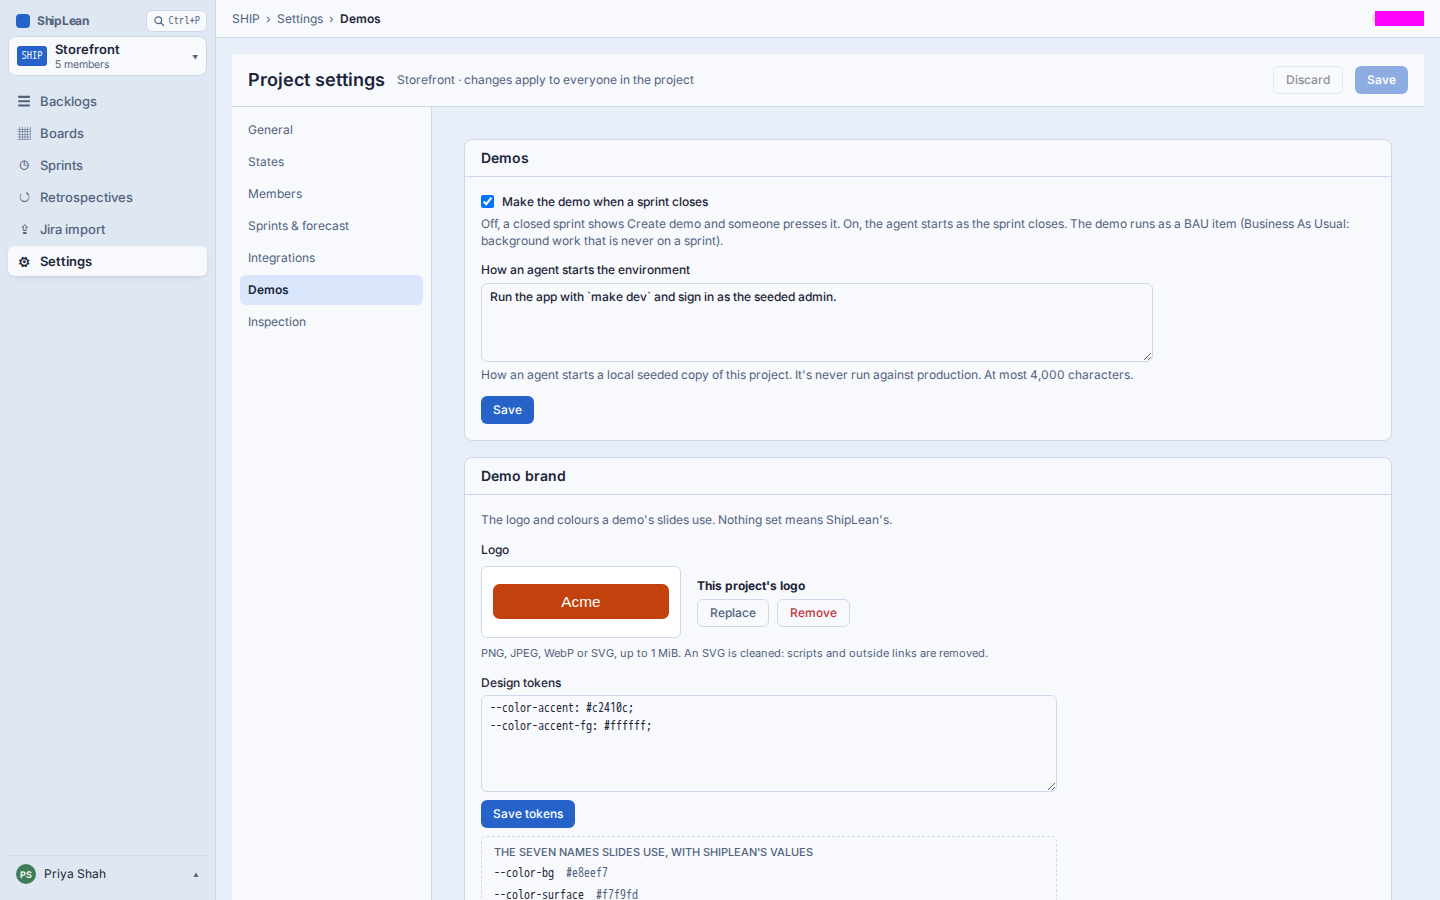 ShipLean
Ctrl+P
SHIP
Storefront
5 members
Backlogs
Boards
Sprints
Retrospectives
Jira import
Settings
Priya Shah
PS
SHIP › Settings › Demos
Project settings
Storefront · changes apply to everyone in the project
Discard
Save
General
States
Members
Sprints & forecast
Integrations
Demos
Inspection
Demos
Make the demo when a sprint closes
Off, a closed sprint shows Create demo and someone presses it. On, the agent starts as the sprint closes. The demo runs as a BAU item (Business As Usual:
background work that is never on a sprint).
How an agent starts the environment
Run the app with `make dev` and sign in as the seeded admin.
How an agent starts a local seeded copy of this project. It's never run against production. At most 4,000 characters.
Save
Demo brand
The logo and colours a demo's slides use. Nothing set means ShipLean's.
Logo
Acme
This project's logo
Replace
Remove
PNG, JPEG, WebP or SVG, up to 1 MiB. An SVG is cleaned: scripts and outside links are removed.
Design tokens
--color-accent: #c2410c;
--color-accent-fg: #ffffff;
Save tokens
THE SEVEN NAMES SLIDES USE, WITH SHIPLEAN'S VALUES
--color-bg #e8eef7
--color-surface #f7f9fd